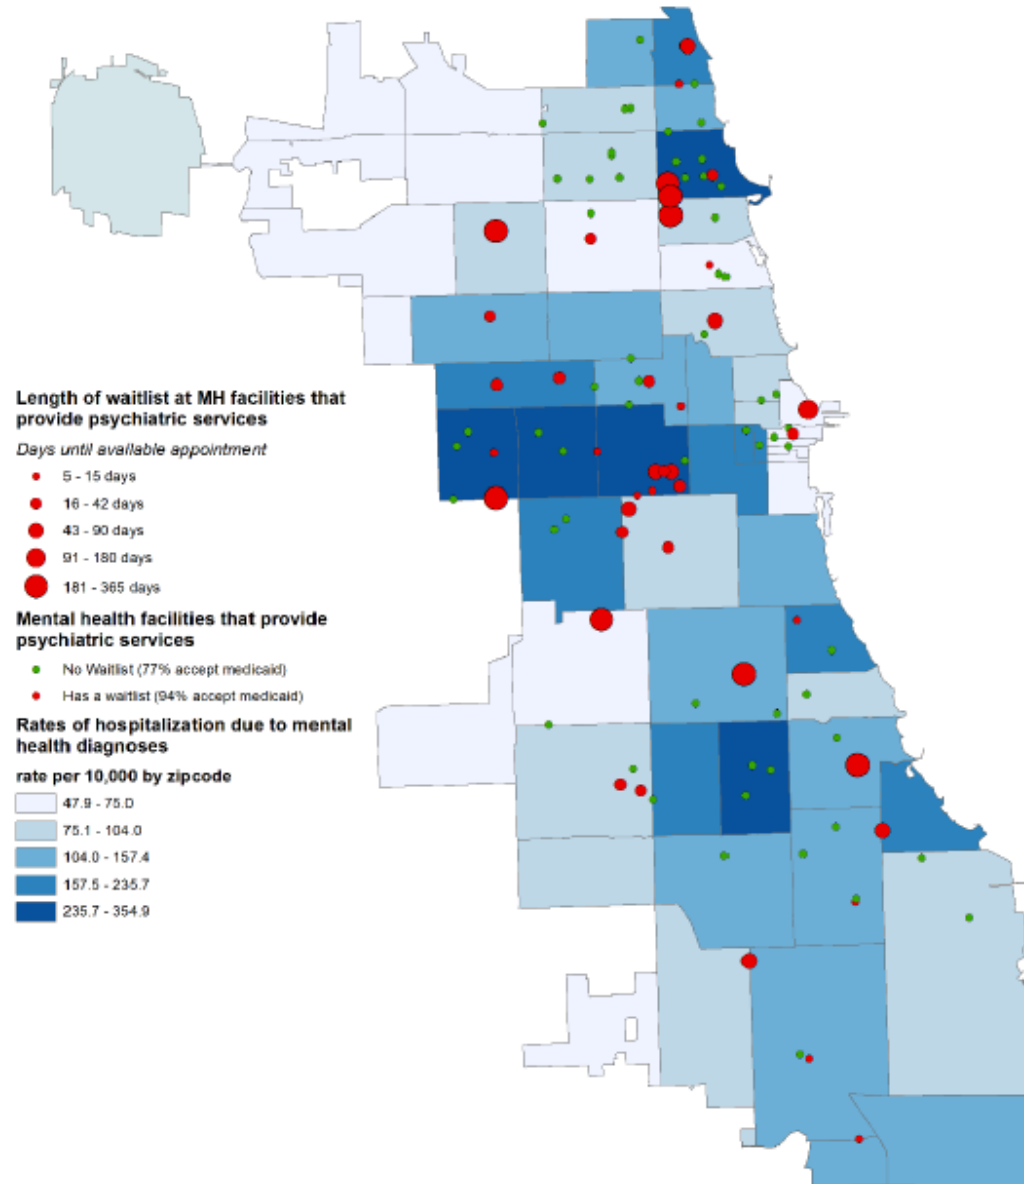 Length of waitlist at MH facilities that
provide psychiatric services
Days until available appointment
5 - 15 days
16 - 42 days
43 - 90 days
91 - 180 days
181 - 365 days
Mental health facilities that provide
psychiatric services
No Waitlist (77% accept medicaid)
Has a waitlist (94% accept medicaid)
Rates of hospitalization due to mental
health diagnoses
rate per 10,000 by zipcode
47.9 - 75.0
75.1 - 104.0
104.0 - 157.4
157.5 - 235.7
235.7 - 354.9